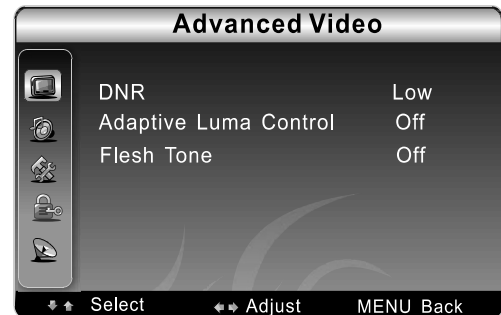 Advanced Video
DNR Low
Adaptive Luma Control Off
Flesh Tone Off
Select Adjust MENU Back